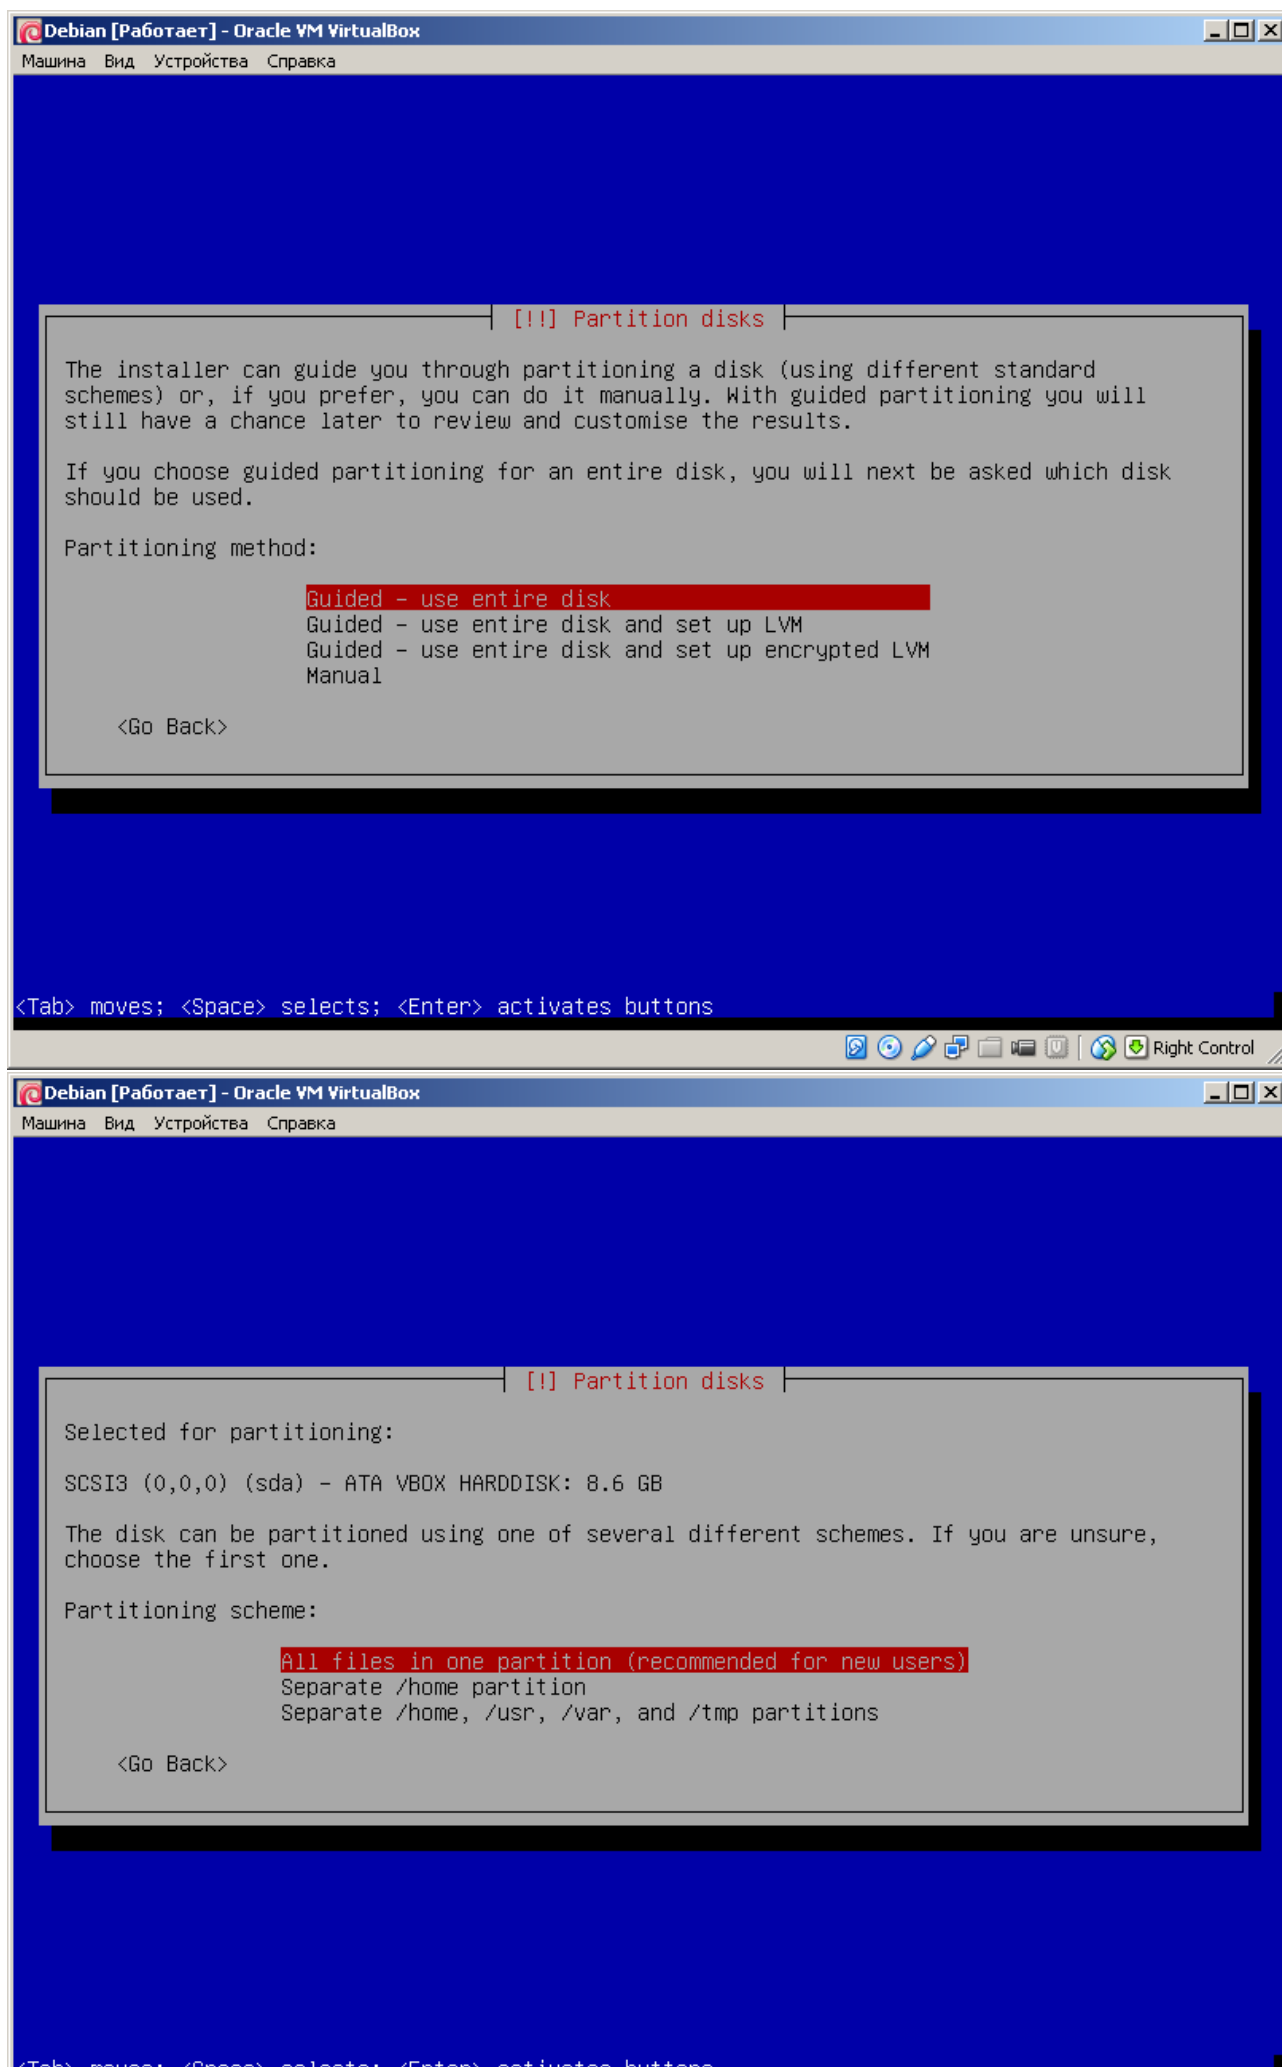 Debian [Работает] - Oracle VM VirtualBox
Машина Вид Устройства Справка
[!!] Partition disks
The installer can guide you through partitioning a disk (using different standard
schemes) or, if you prefer, you can do it manually. With guided partitioning you will
still have a chance later to review and customise the results.
If you choose guided partitioning for an entire disk, you will next be asked which disk
should be used.
Partitioning method:
Guided - use entire disk
Guided - use entire disk and set up LVM
Guided - use entire disk and set up encrypted LVM
Manual
<Go Back>
<Tab> moves; <Space> selects; <Enter> activates buttons
Right Control
Debian [Работает] - Oracle VM VirtualBox
Машина Вид Устройства Справка
[!] Partition disks
Selected for partitioning:
SCSI3 (0,0,0) (sda) - ATA VBOX HARDDISK: 8.6 GB
The disk can be partitioned using one of several different schemes. If you are unsure,
choose the first one.
Partitioning scheme:
All files in one partition (recommended for new users)
Separate /home partition
Separate /home, /usr, /var, and /tmp partitions
<Go Back>
<Tab> moves; <Space> selects; <Enter> activates buttons